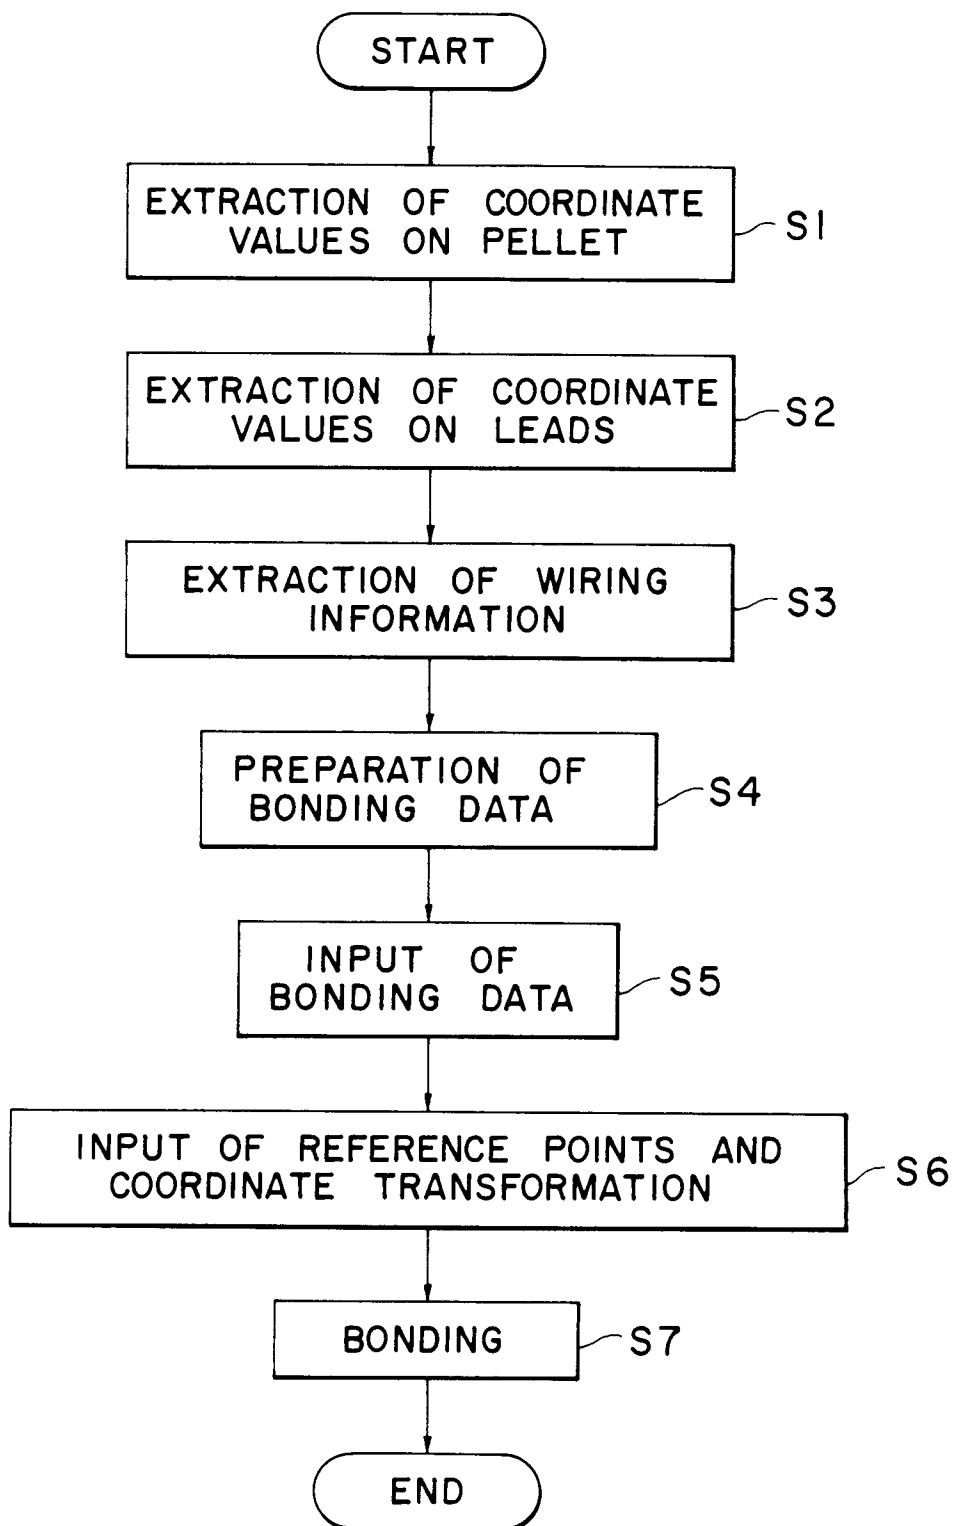 START
EXTRACTION OF COORDINATE
VALUES ON PELLET
S1
EXTRACTION OF COORDINATE
VALUES ON LEADS
S2
EXTRACTION OF WIRING
INFORMATION
S3
PREPARATION OF
BONDING DATA
S4
INPUT OF
BONDING DATA
S5
INPUT OF REFERENCE POINTS AND
COORDINATE TRANSFORMATION
S6
BONDING
S7
END